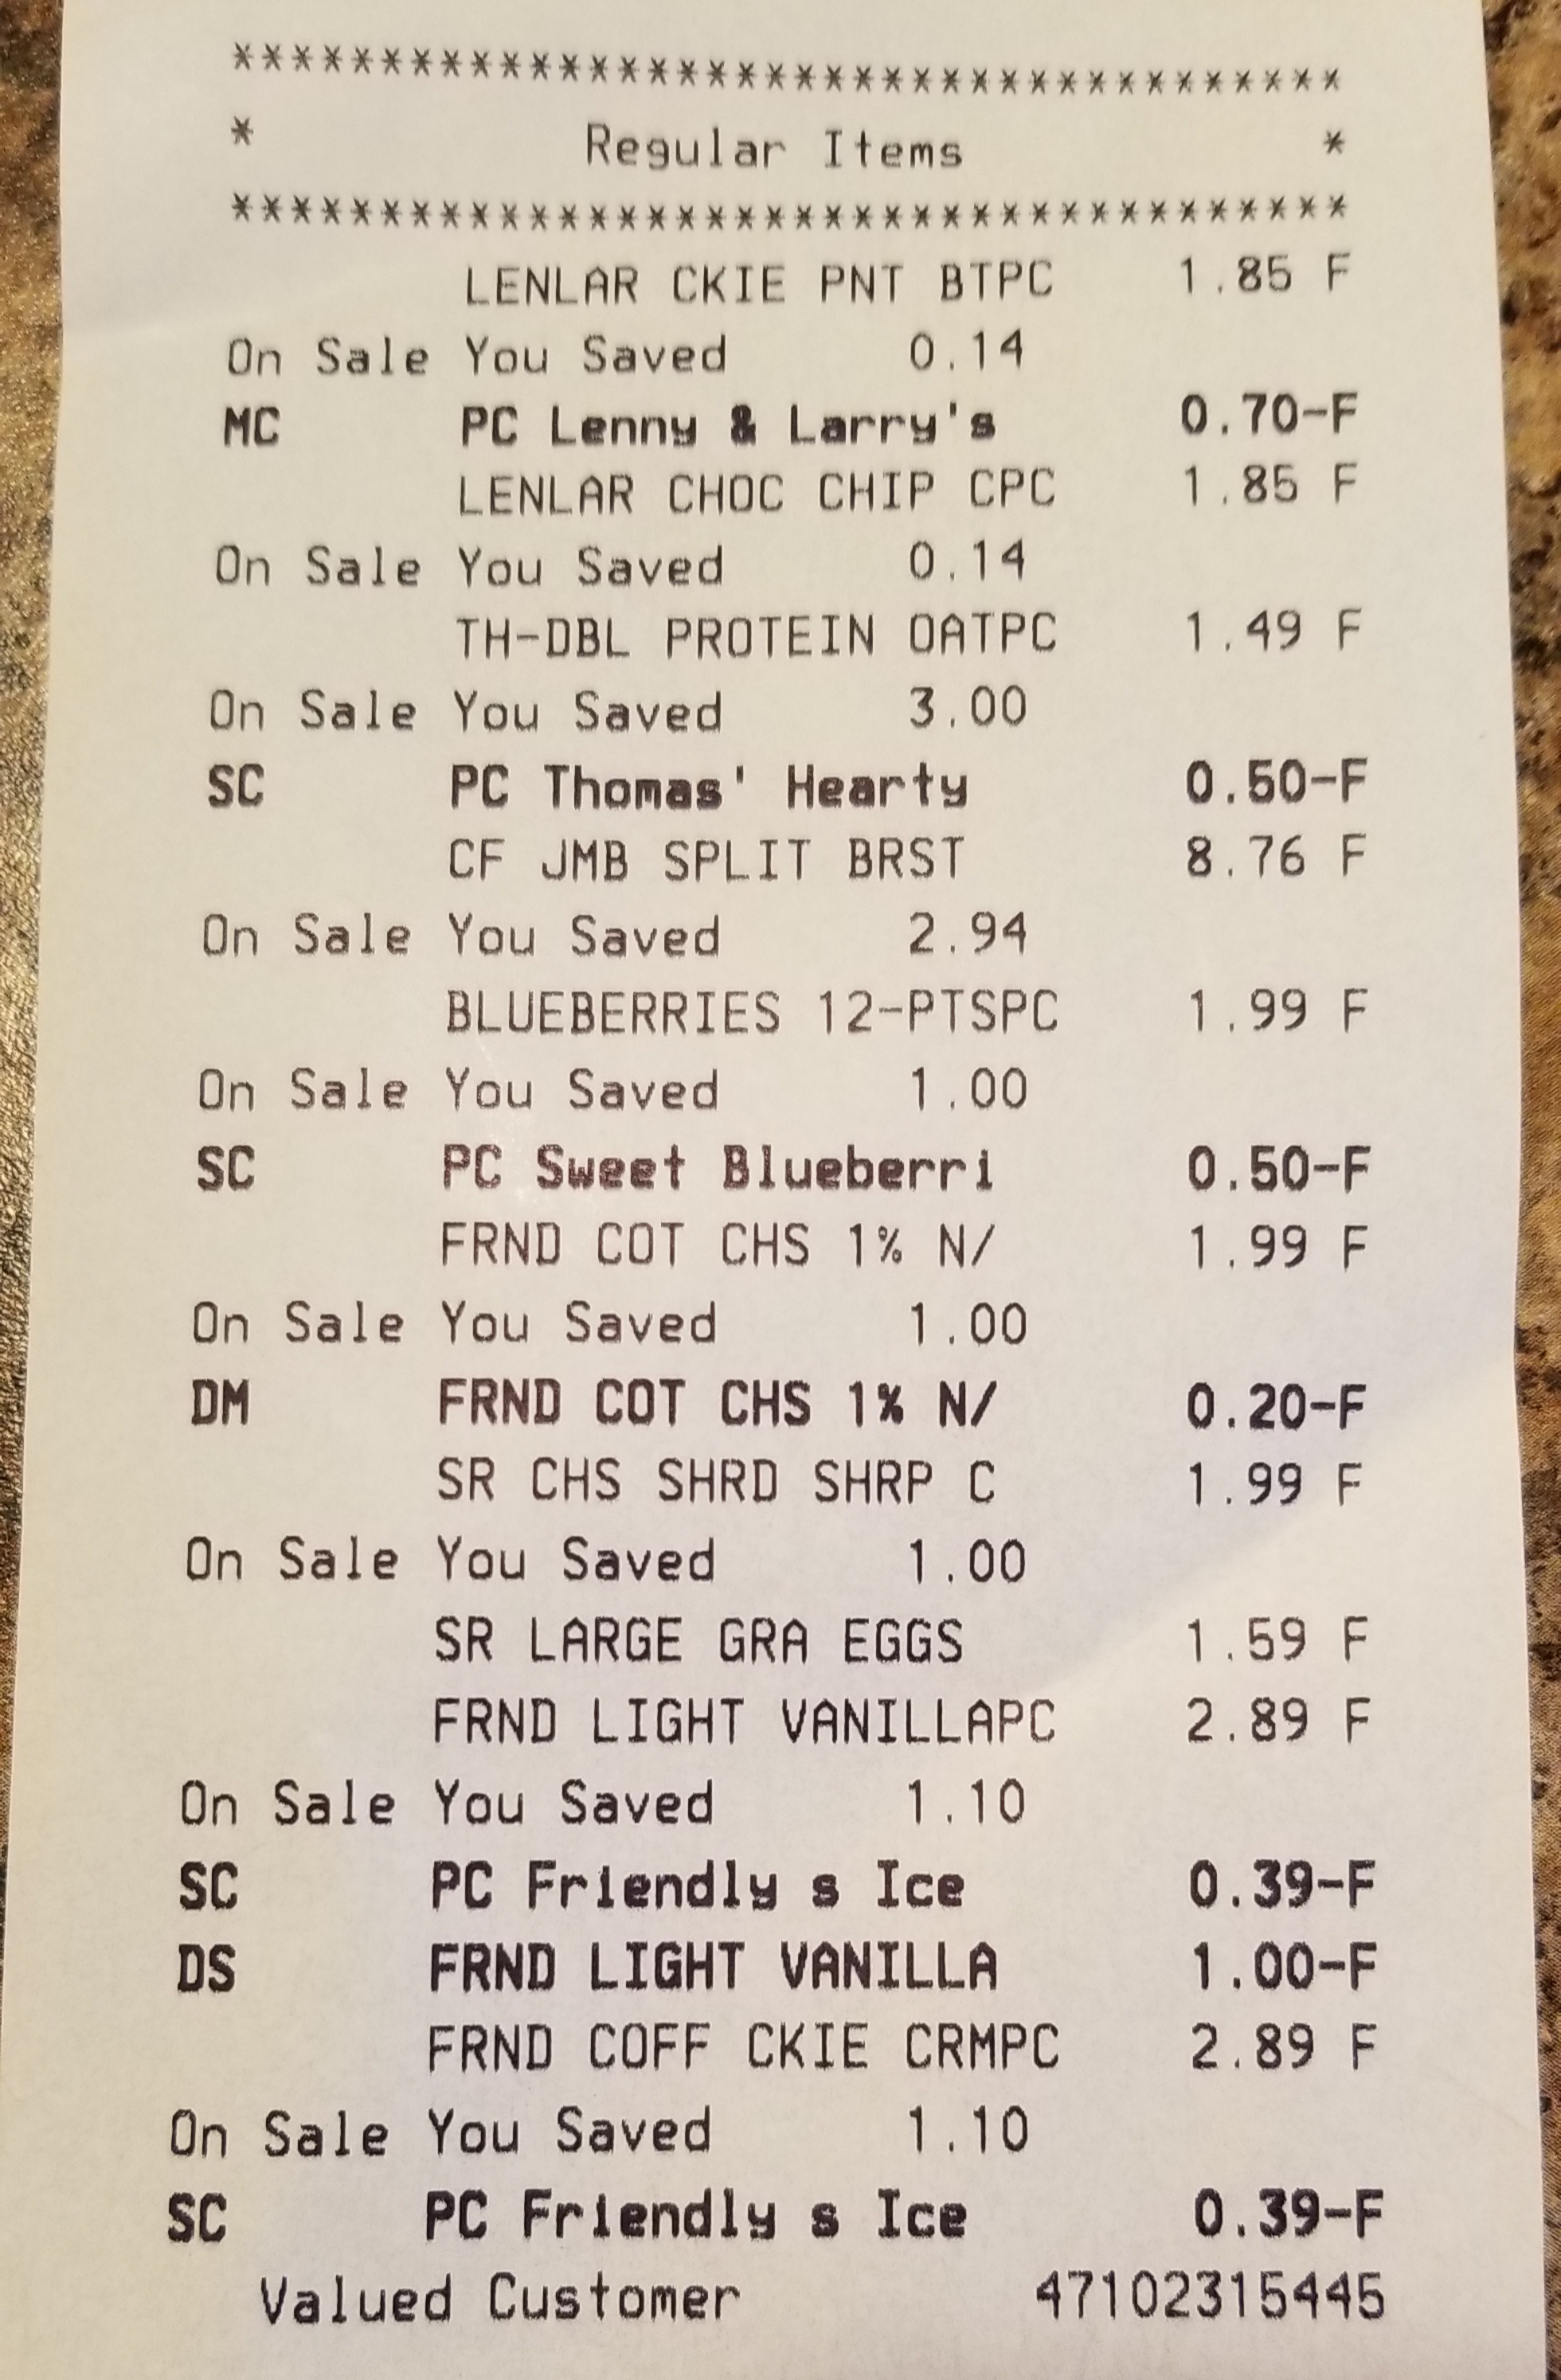 **************************************
* Regular Items *
**************************************
LENLAR CKIE PNT BTPC 1.85 F
On Sale You Saved 0.14
MC PC Lenny & Larry's 0.70-F
LENLAR CHOC CHIP CPC 1.85 F
On Sale You Saved 0.14
TH-DBL PROTEIN OATPC 1.49 F
On Sale You Saved 3.00
SC PC Thomas' Hearty 0.50-F
CF JMB SPLIT BRST 8.76 F
On Sale You Saved 2.94
BLUEBERRIES 12-PTSPC 1.99 F
On Sale You Saved 1.00
SC PC Sweet Blueberri 0.50-F
FRND COT CHS 1% N/ 1.99 F
On Sale You Saved 1.00
DM FRND COT CHS 1% N/ 0.20-F
SR CHS SHRD SHRP C 1.99 F
On Sale You Saved 1.00
SR LARGE GRA EGGS 1.59 F
FRND LIGHT VANILLAPC 2.89 F
On Sale You Saved 1.10
SC PC Friendly s Ice 0.39-F
DS FRND LIGHT VANILLA 1.00-F
FRND COFF CKIE CRMPC 2.89 F
On Sale You Saved 1.10
SC PC Friendly s Ice 0.39-F
Valued Customer 47102315445